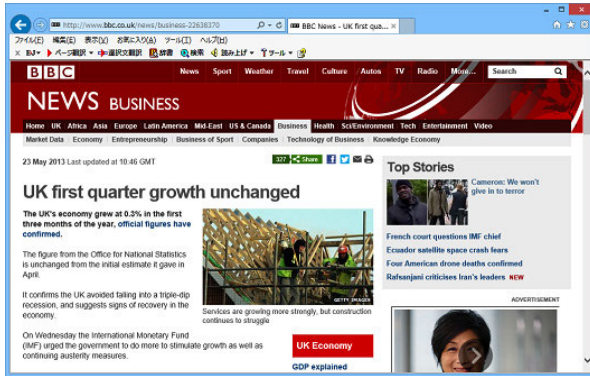 http://www.bbc.co.uk/news/business-22638370
BBC News - UK first qua...
ファイル(F) 編集(E) 表示(V) お気に入り(A) ツール(T) ヘルプ(H)
ページ翻訳 選択文翻訳 辞書 検索 読み上げ ツール
BBC News Sport Weather Travel Culture Autos TV Radio More... Search
NEWS BUSINESS
Home UK Africa Asia Europe Latin America Mid-East US & Canada Business Health Sci/Environment Tech Entertainment Video
Market Data Economy Entrepreneurship Business of Sport Companies Technology of Business Knowledge Economy
23 May 2013 Last updated at 10:46 GMT
327 Share
UK first quarter growth unchanged
The UK's economy grew at 0.3% in the first
three months of the year, official figures have
confirmed.
The figure from the Office for National Statistics
is unchanged from the initial estimate it gave in
April.
It confirms the UK avoided falling into a triple-dip
recession, and suggests signs of recovery in the
economy.
On Wednesday the International Monetary Fund
(IMF) urged the government to do more to stimulate growth as well as
continuing austerity measures.
GETTY IMAGES
Services are growing more strongly, but construction
continues to struggle
UK Economy
GDP explained
Top Stories
Cameron: We won't
give in to terror
French court questions IMF chief
Ecuador satellite space crash fears
Four American drone deaths confirmed
Rafsanjani criticises Iran's leaders NEW
ADVERTISEMENT